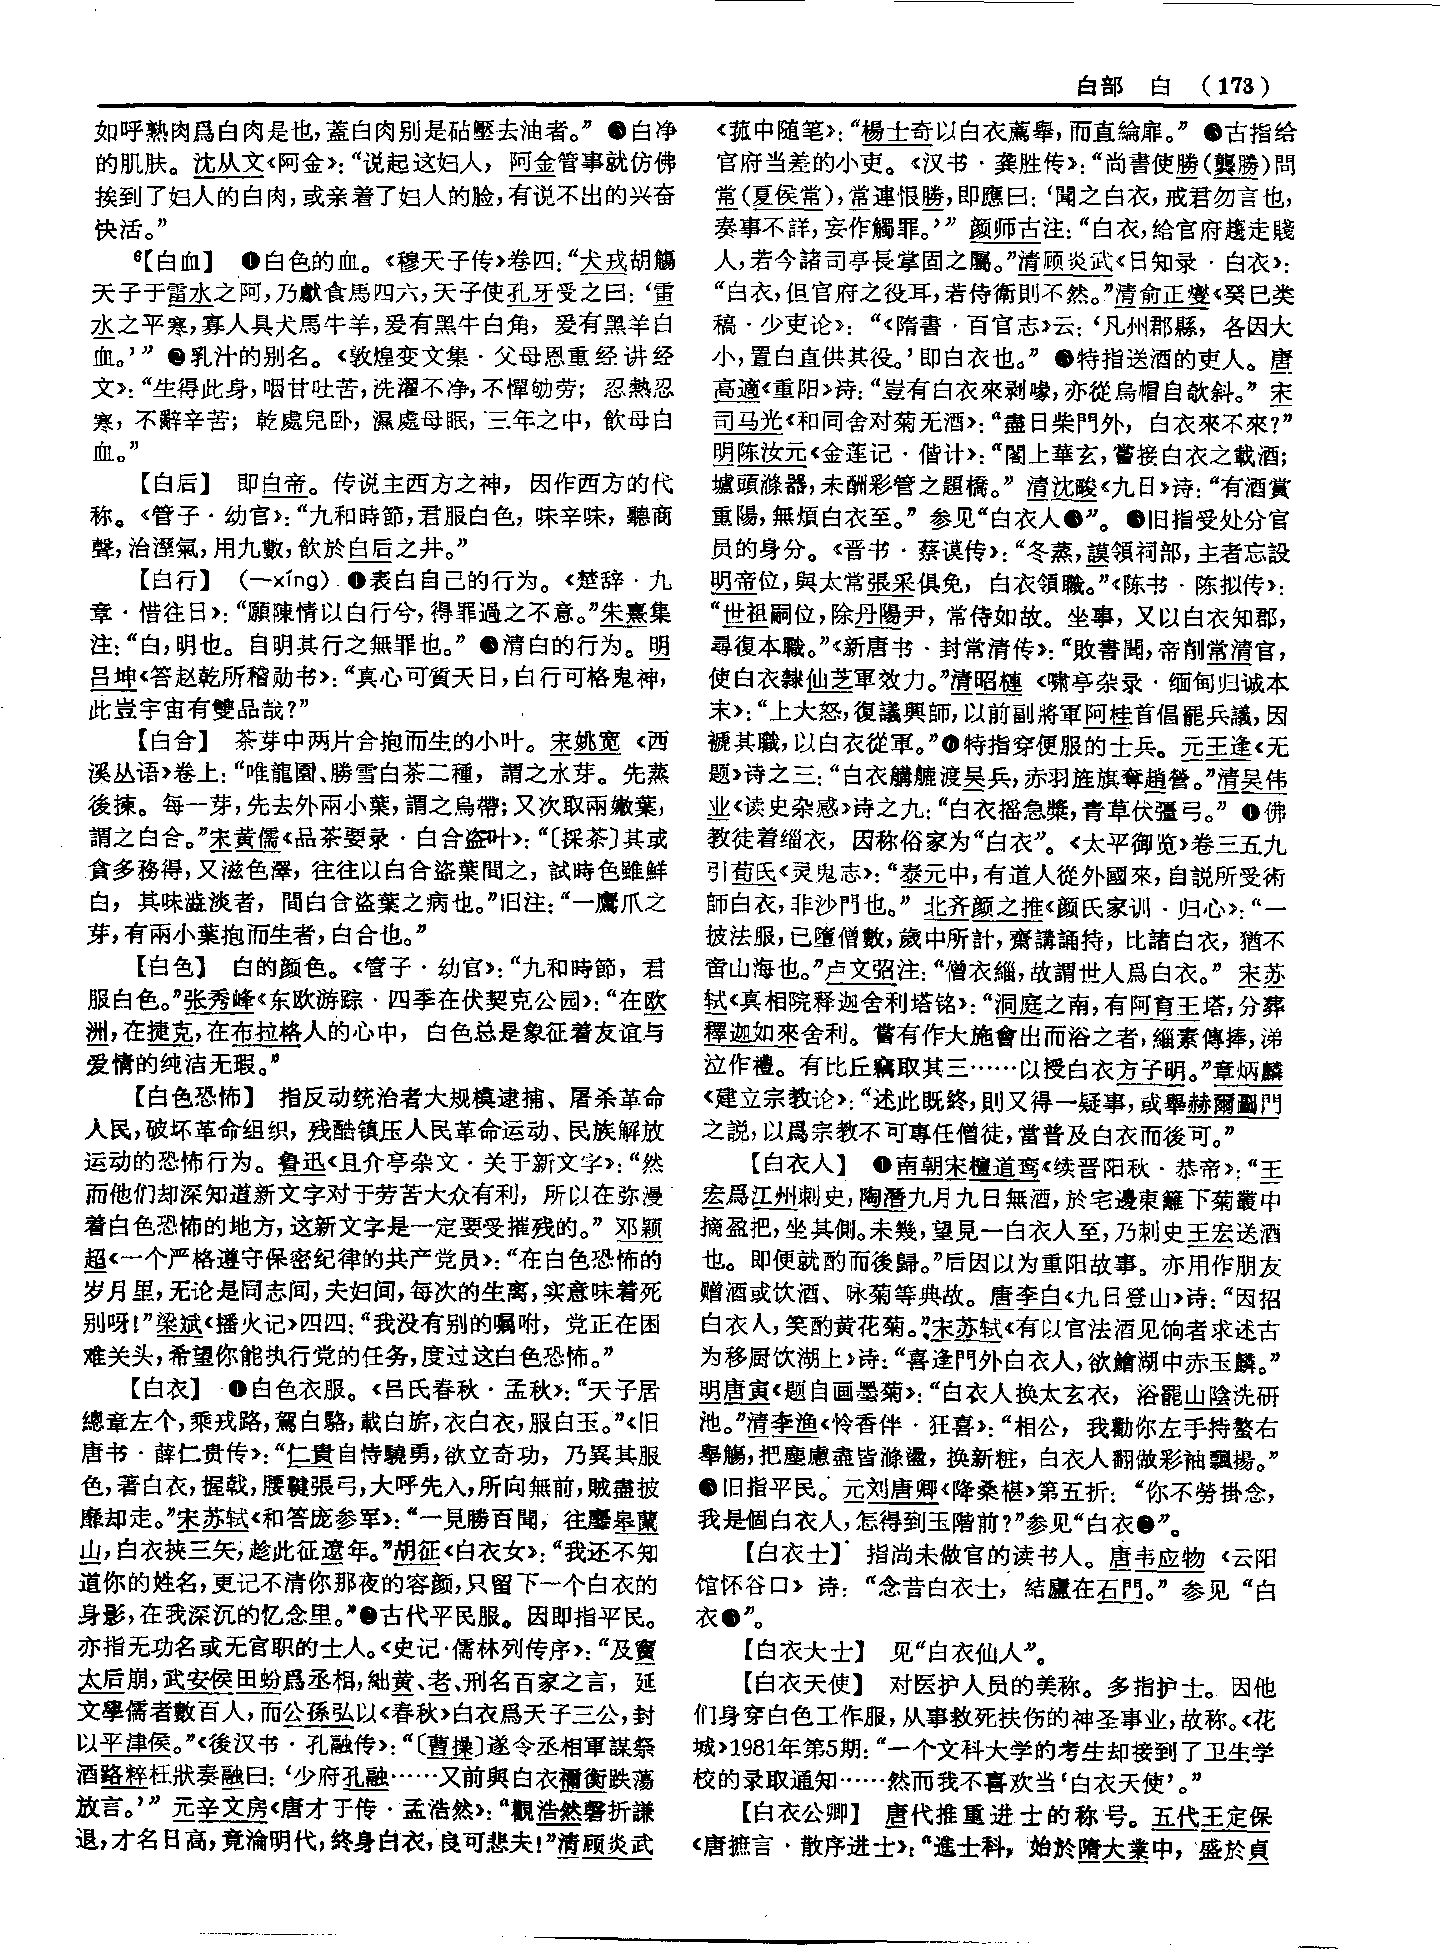 白部　白　（173）
如呼熟肉爲白肉是也，蓋白肉别是砧壓去油者。”　❸白净
的肌肤。沈从文《阿金》：“说起这妇人，阿金管事就仿佛
挨到了妇人的白肉，或亲着了妇人的脸，有说不出的兴奋
快活。”
⁶【白血】　❶白色的血。《穆天子传》卷四：“犬戎胡觴
天子于雷水之阿，乃獻食馬四六，天子使孔牙受之曰：‘雷
水之平寒，寡人具犬馬牛羊，爰有黑牛白角，爰有黑羊白
血。’”　❷乳汁的别名。《敦煌变文集·父母恩重经讲经
文》：“生得此身，咽甘吐苦，洗濯不净，不憚劬劳；忍熱忍
寒，不辭辛苦；乾處兒卧，濕處母眠，三年之中，飲母白
血。”
【白后】　即白帝。传说主西方之神，因作西方的代
称。《管子·幼官》：“九和時節，君服白色，味辛味，聽商
聲，治溼氣，用九數，飲於白后之井。”
【白行】　（—xíng）　❶表白自己的行为。《楚辞·九
章·惜往日》：“願陳情以白行兮，得罪過之不意。”朱熹集
注：“白，明也。自明其行之無罪也。”　❷清白的行为。明
吕坤《答赵乾所稽勋书》：“真心可質天日，白行可格鬼神，
此豈宇宙有雙品哉？”
【白合】　茶芽中两片合抱而生的小叶。宋姚宽《西
溪丛语》卷上：“唯龍園、勝雪白茶二種，謂之水芽。先蒸
後揀。每一芽，先去外兩小葉，謂之烏帶；又次取兩嫩葉，
謂之白合。”宋黄儒《品茶要录·白合盗叶》：“〔採茶〕其或
貪多務得，又滋色澤，往往以白合盜葉間之，試時色雖鮮
白，其味澁淡者，間白合盜葉之病也。”旧注：“一鷹爪之
芽，有兩小葉抱而生者，白合也。”
【白色】　白的颜色。《管子·幼官》：“九和時節，君
服白色。”张秀峰《东欧游踪·四季在伏契克公园》：“在欧
洲，在捷克，在布拉格人的心中，白色总是象征着友谊与
爱情的纯洁无瑕。”
【白色恐怖】　指反动统治者大规模逮捕、屠杀革命
人民，破坏革命组织，残酷镇压人民革命运动、民族解放
运动的恐怖行为。鲁迅《且介亭杂文·关于新文字》：“然
而他们却深知道新文字对于劳苦大众有利，所以在弥漫
着白色恐怖的地方，这新文字是一定要受摧残的。”　邓颖
超《一个严格遵守保密纪律的共产党员》：“在白色恐怖的
岁月里，无论是同志间，夫妇间，每次的生离，实意味着死
别呀！”梁斌《播火记》四四：“我没有别的嘱咐，党正在困
难关头，希望你能执行党的任务，度过这白色恐怖。”
【白衣】　❶白色衣服。《吕氏春秋·孟秋》：“天子居
總章左个，乘戎路，駕白駱，載白旂，衣白衣，服白玉。”《旧
唐书·薛仁贵传》：“仁貴自恃驍勇，欲立奇功，乃異其服
色，著白衣，握戟，腰鞬張弓，大呼先入，所向無前，賊盡披
靡却走。”宋苏轼《和答庞参军》：“一見勝百聞，往鏖皋蘭
山，白衣挾三矢，趁此征遼年。”胡征《白衣女》：“我还不知
道你的姓名，更记不清你那夜的容颜，只留下一个白衣的
身影，在我深沉的忆念里。”❷古代平民服。因即指平民。
亦指无功名或无官职的士人。《史记·儒林列传序》：“及竇
太后崩，武安侯田蚡爲丞相，絀黄、老、刑名百家之言，延
文學儒者數百人，而公孫弘以《春秋》白衣爲天子三公，封
以平津侯。”《後汉书·孔融传》：“〔曹操〕遂令丞相軍謀祭
酒路粹枉狀奏融曰：‘少府孔融……又前與白衣禰衡跌蕩
放言。’”　元辛文房《唐才子传·孟浩然》：“觀浩然磬折謙
退，才名日高，竟淪明代，終身白衣，良可悲夫！”清顾炎武
《菰中随笔》：“楊士奇以白衣薦舉，而直綸扉。”　❸古指给
官府当差的小吏。《汉书·龚胜传》：“尚書使勝（龔勝）問
常（夏侯常），常連恨勝，即應曰：‘聞之白衣，戒君勿言也，
奏事不詳，妄作觸罪。’”　颜师古注：“白衣，給官府趨走賤
人，若今諸司亭長掌固之屬。”清顾炎武《日知录·白衣》：
“白衣，但官府之役耳，若侍衛則不然。”清俞正燮《癸巳类
稿·少吏论》：“《隋書·百官志》云：‘凡州郡縣，各因大
小，置白直供其役。’即白衣也。”　❹特指送酒的吏人。唐
高適《重阳》诗：“豈有白衣來剥喙，亦從烏帽自欹斜。”　宋
司马光《和同舍对菊无酒》：“盡日柴門外，白衣來不來？”
明陈汝元《金莲记·偕计》：“閣上華玄，嘗接白衣之载酒；
壚頭滌器，未酬彩管之題橋。”　清沈畯《九日》诗：“有酒賞
重陽，無煩白衣至。”　参见“白衣人❶”。　❺旧指受处分官
员的身分。《晋书·蔡谟传》：“冬蒸，謨領祠部，主者忘設
明帝位，與太常張采俱免，白衣領職。”《陈书·陈拟传》：
“世祖嗣位，除丹陽尹，常侍如故。坐事，又以白衣知郡，
尋復本職。”《新唐书·封常清传》：“敗書聞，帝削常清官，
使白衣隸仙芝軍效力。”清昭槤《啸亭杂录·缅甸归诚本
末》：“上大怒，復議興師，以前副將軍阿桂首倡罷兵議，因
褫其職，以白衣從軍。”❻特指穿便服的士兵。元王逢《无
题》诗之三：“白衣艣艫渡吴兵，赤羽旌旗奪趙營。”清吴伟
业《读史杂感》诗之九：“白衣摇急槳，青草伏彊弓。”　❼佛
教徒着缁衣，因称俗家为“白衣”。《太平御览》卷三五九
引荀氏《灵鬼志》：“泰元中，有道人從外國來，自説所受術
師白衣，非沙門也。”　北齐颜之推《颜氏家训·归心》：“一
披法服，已墮僧數，歲中所計，齋講誦持，比諸白衣，猶不
啻山海也。”卢文弨注：“僧衣緇，故謂世人爲白衣。”　宋苏
轼《真相院释迦舍利塔铭》：“洞庭之南，有阿育王塔，分葬
釋迦如來舍利。嘗有作大施會出而浴之者，緇素傳捧，涕
泣作禮。有比丘竊取其三……以授白衣方子明。”章炳麟
《建立宗教论》：“述此既終，則又得一疑事，或舉赫爾圖門
之説，以爲宗教不可專任僧徒，當普及白衣而後可。”
【白衣人】　❶南朝宋檀道鸾《续晋阳秋·恭帝》：“王
宏爲江州刺史，陶潛九月九日無酒，於宅邊東籬下菊叢中
摘盈把，坐其側。未幾，望見一白衣人至，乃刺史王宏送酒
也。即便就酌而後歸。”后因以为重阳故事。亦用作朋友
赠酒或饮酒、咏菊等典故。唐李白《九日登山》诗：“因招
白衣人，笑酌黄花菊。”宋苏轼《有以官法酒见饷者求述古
为移厨饮湖上》诗：“喜逢門外白衣人，欲鱠湖中赤玉麟。”
明唐寅《题自画墨菊》：“白衣人换太玄衣，浴罷山陰洗研
池。”清李渔《怜香伴·狂喜》：“相公，我勸你左手持螯右
舉觴，把塵慮盡皆滌盪，换新粧，白衣人翻做彩袖飄揚。”
❷旧指平民。元刘唐卿《降桑椹》第五折：“你不勞掛念，
我是個白衣人，怎得到玉階前？”参见“白衣❷”。
【白衣士】　指尚未做官的读书人。唐韦应物《云阳
馆怀谷口》诗：“念昔白衣士，結廬在石門。”　参见“白
衣❷”。
【白衣大士】　见“白衣仙人”。
【白衣天使】　对医护人员的美称。多指护士。因他
们身穿白色工作服，从事救死扶伤的神圣事业，故称。《花
城》1981年第5期：“一个文科大学的考生却接到了卫生学
校的录取通知……然而我不喜欢当‘白衣天使’。”
【白衣公卿】　唐代推重进士的称号。五代王定保
《唐摭言·散序进士》：“進士科，始於隋大業中，盛於貞